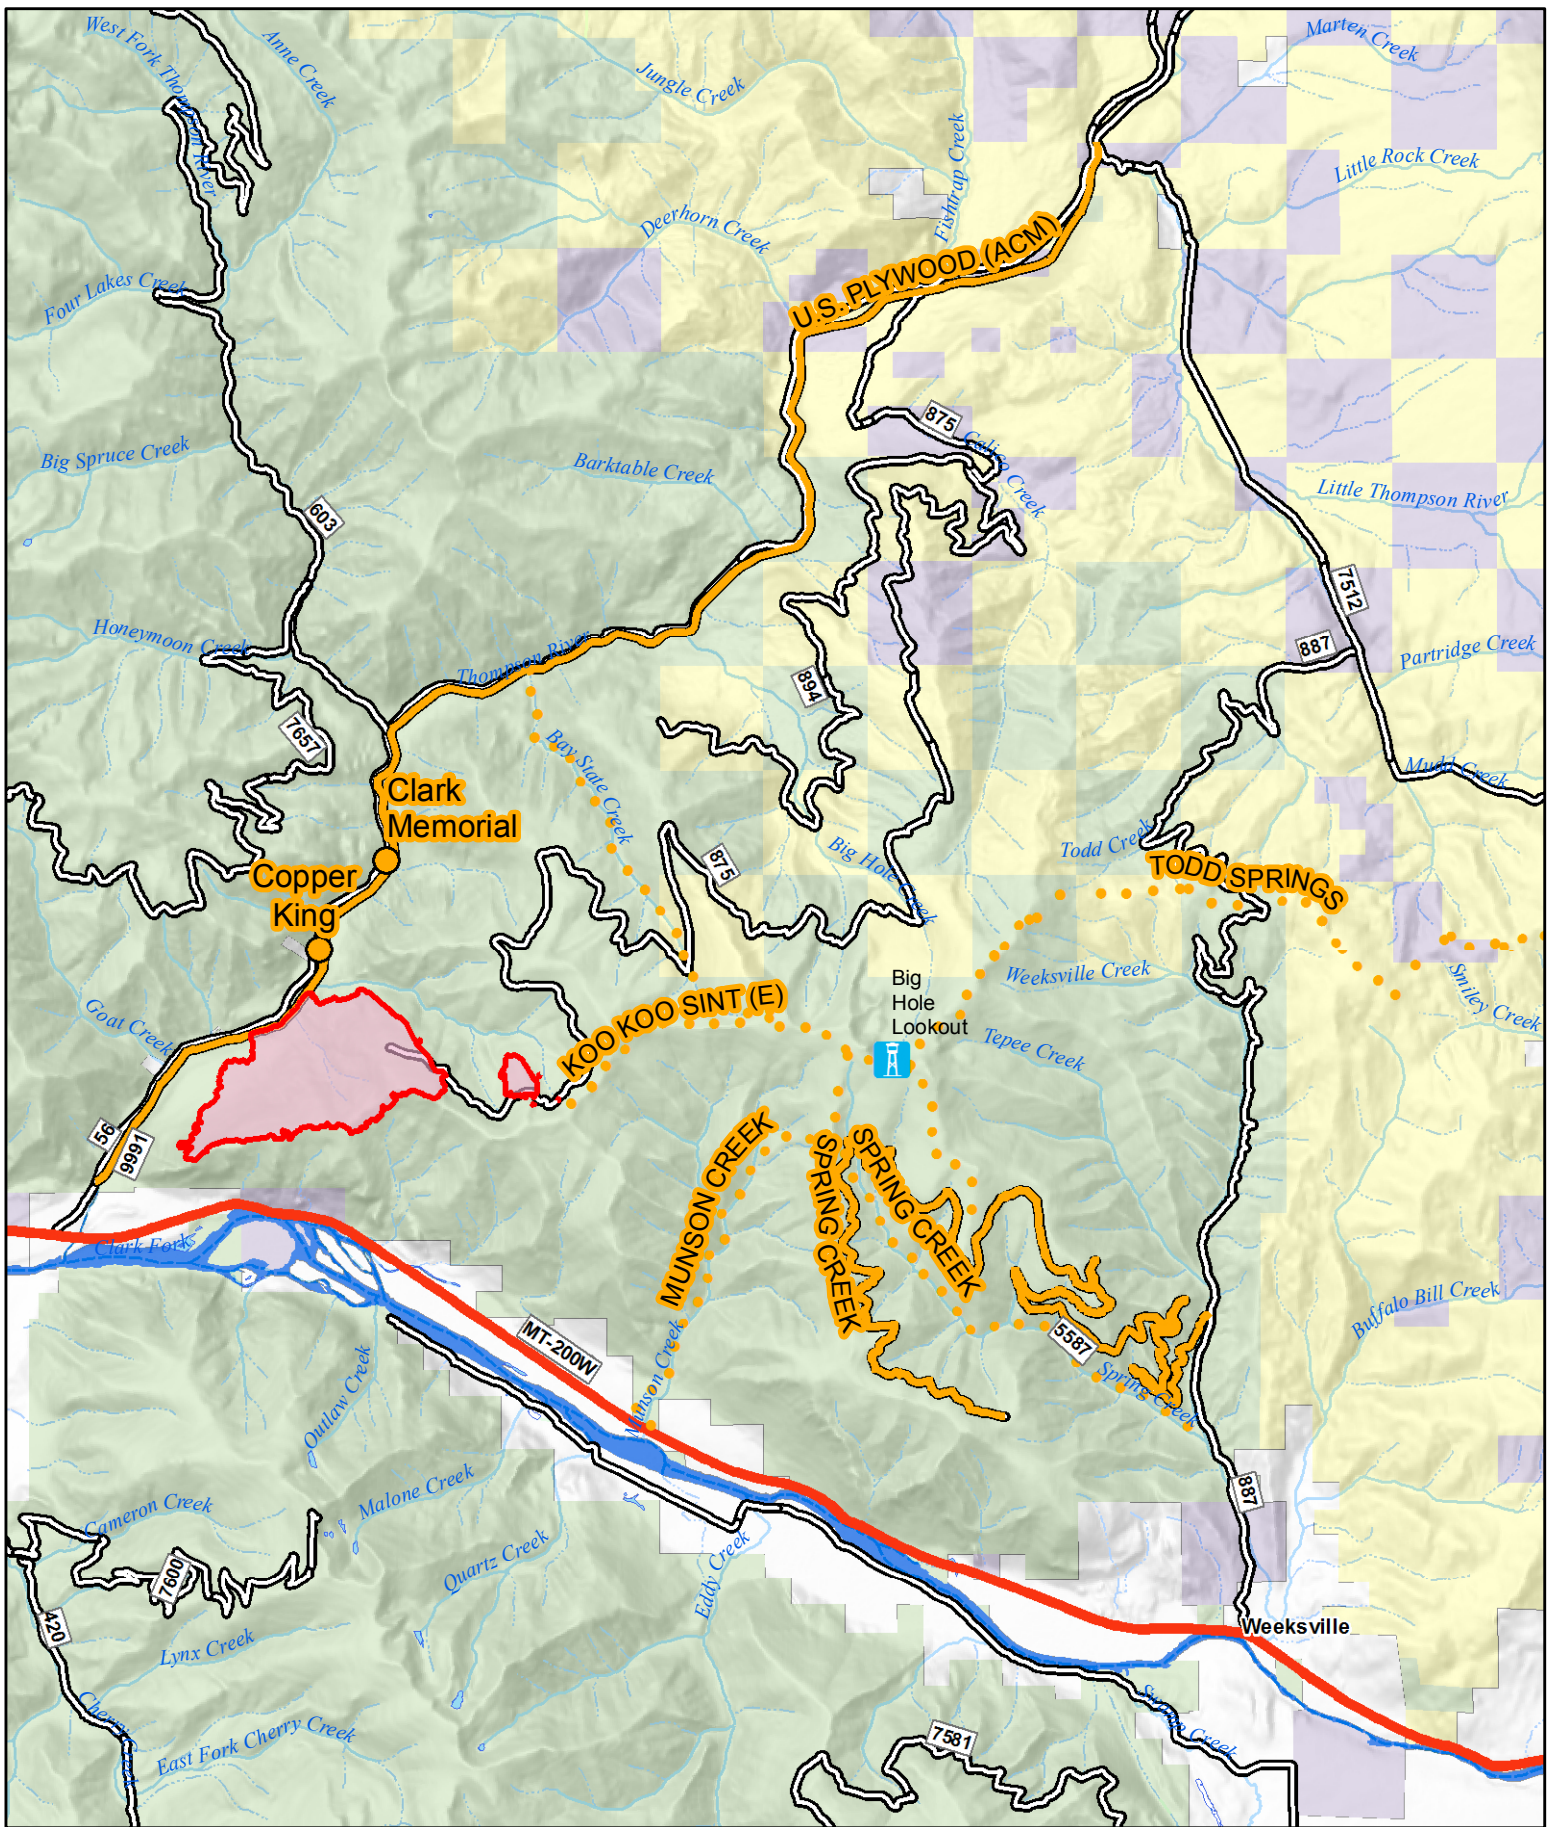 West Fork Thompson River
Anne Creek
Jungle Creek
Marten Creek
Fishtrap Creek
Little Rock Creek
Deerhorn Creek
U.S. PLYWOOD (ACM)
Four Lakes Creek
875
Calico Creek
Big Spruce Creek
Barktable Creek
Little Thompson River
603
7512
Honeymoon Creek
Thompson River
887
Partridge Creek
894
7657
Bay State Creek
Mudd Creek
Clark
Memorial
Big Hole Creek
Todd Creek
875
TODD SPRINGS
Copper
King
Weeksville Creek
Smiley Creek
Big
Hole
Lookout
KOO KOO SINT (E)
Goat Creek
Tepee Creek
56
9991
MUNSON CREEK
SPRING CREEK
SPRING CREEK
Clark Fork
Buffalo Bill Creek
MT-200W
5587
Munson Creek
Spring Creek
Outlaw Creek
Malone Creek
887
Cameron Creek
Quartz Creek
Eddy Creek
7600
420
Lynx Creek
Weeksville
Cherry Creek
East Fork Cherry Creek
Swamp Creek
7581